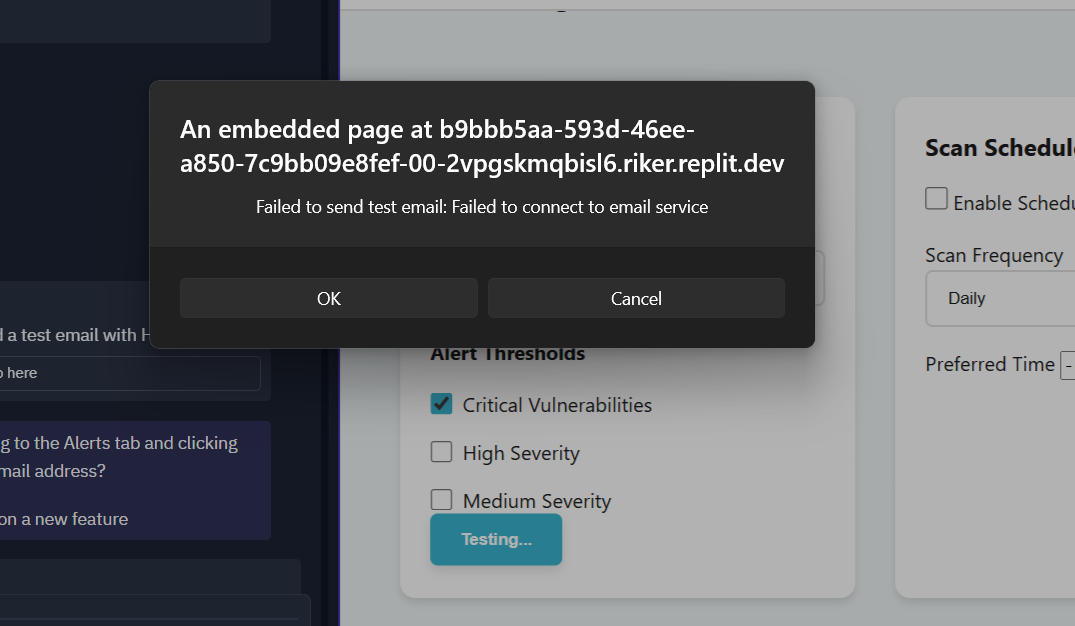 An embedded page at b9bbb5aa-593d-46ee-
a850-7c9bb09e8fef-00-2vpgskmqbisl6.riker.replit.dev
Failed to send test email: Failed to connect to email service
OK
Cancel
a test email with
here
g to the Alerts tab and clicking
mail address?
on a new feature
Alert Thresholds
Critical Vulnerabilities
High Severity
Medium Severity
Testing...
Scan Schedul
Enable Schedu
Scan Frequency
Daily
Preferred Time